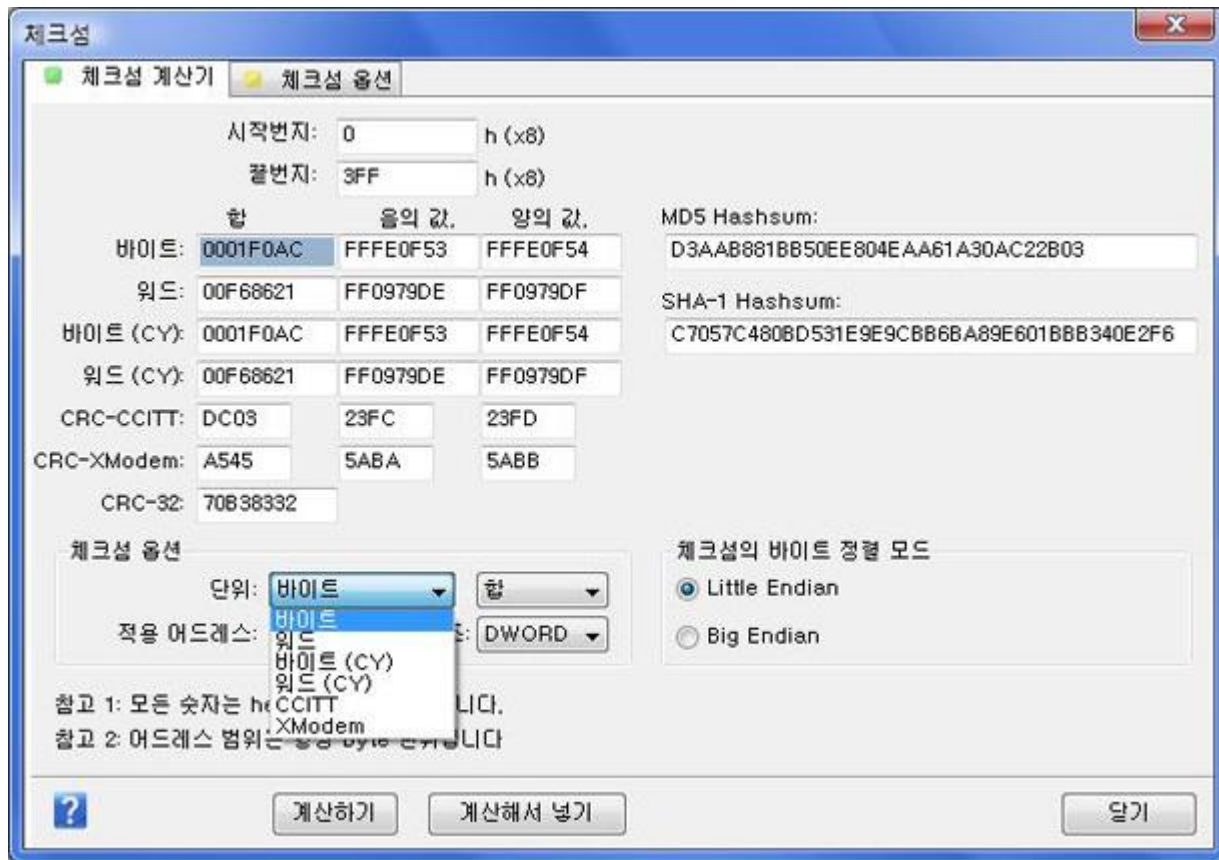 체크섬
체크섬 계산기 체크섬 옵션
시작번지: 0 h (x8)
끝번지: 3FF h (x8)
합 음의 값. 양의 값. MD5 Hashsum:
바이트: 0001F0AC FFFE0F53 FFFE0F54 D3AAB881BB50EE804EAA61A30AC22B03
워드: 00F68621 FF0979DE FF0979DF SHA-1 Hashsum:
바이트 (CY): 0001F0AC FFFE0F53 FFFE0F54 C7057C480BD531E9E9CBB6BA89E601BBB340E2F6
워드 (CY): 00F68621 FF0979DE FF0979DF
CRC-CCITT: DC03 23FC 23FD
CRC-XModem: A545 5ABA 5ABB
CRC-32: 70B38332
체크섬 옵션 체크섬의 바이트 정렬 모드
단위: 바이트 합 Little Endian
바이트
적용 어드레스: 워드 DWORD Big Endian
바이트 (CY)
워드 (CY)
참고 1: 모든 숫자는 CCITT 니다.
XModem
참고 2: 어드레스 범위는 byte
계산하기 계산해서 넣기 닫기